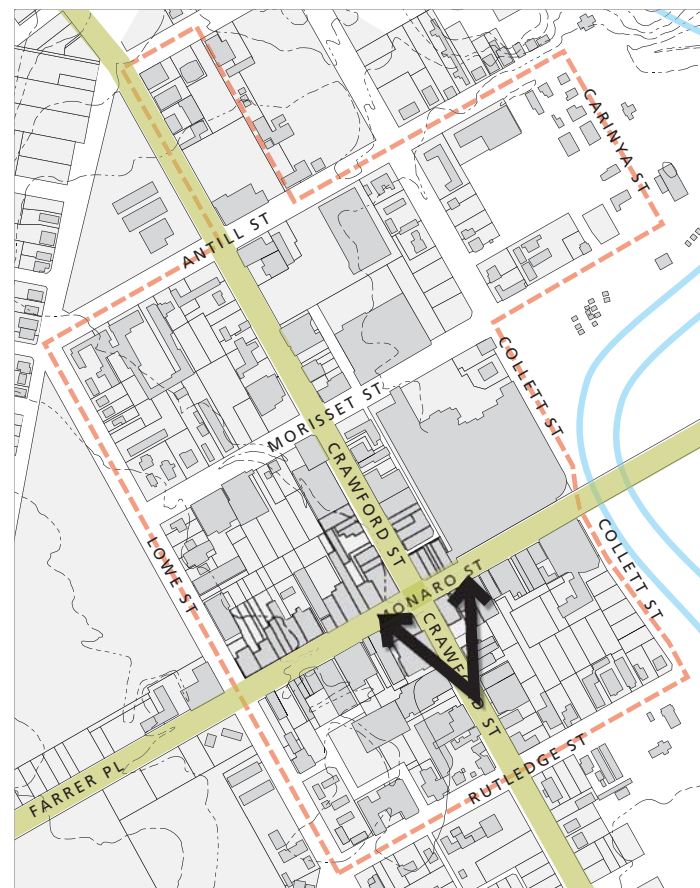 CARINYA ST
ANTILL ST
COLLETT ST
MORISSET ST
CRAWFORD ST
LOWE ST
COLLETT ST
MONARO ST
CRAWFORD ST
RUTLEDGE ST
FARRER PL